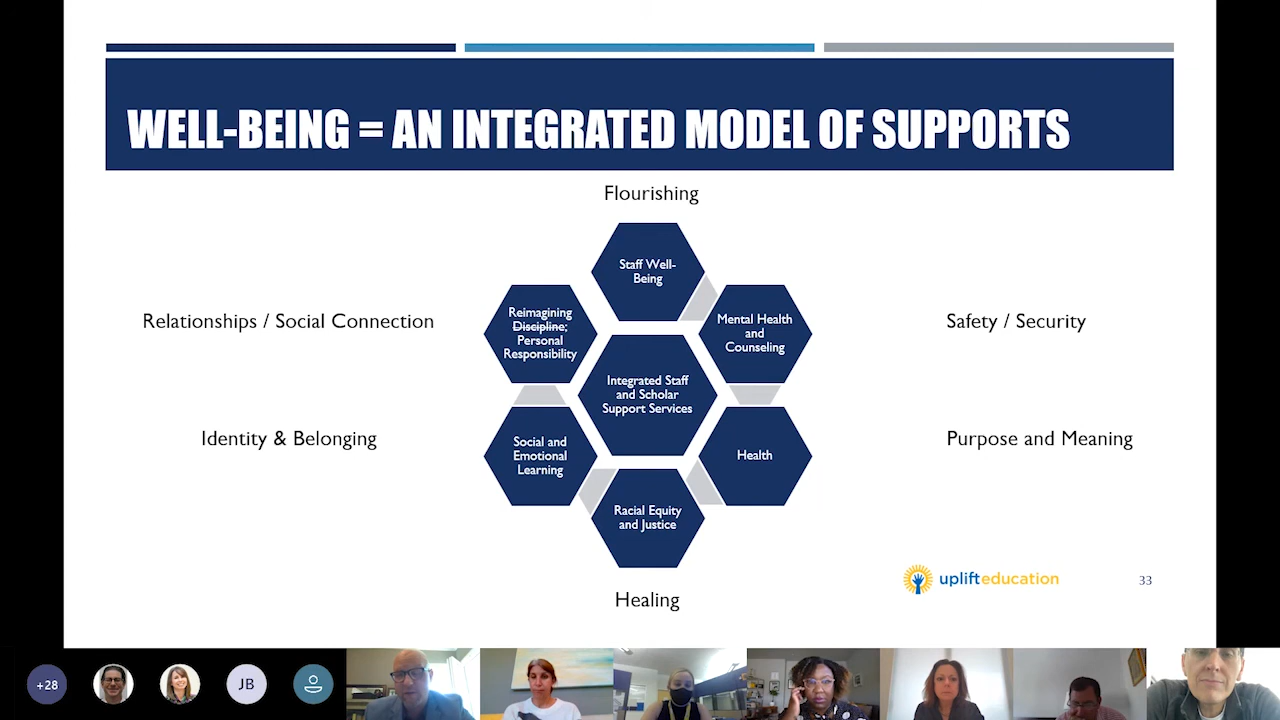 WELL-BEING = AN INTEGRATED MODEL OF SUPPORTS
Flourishing
Staff Well-
Being
Relationships / Social Connection
Reimagining
Discipline;
Personal
Responsibility
Mental Health
and
Counseling
Safety / Security
Integrated Staff
and Scholar
Support Services
Identity & Belonging
Social and
Emotional
Learning
Health
Purpose and Meaning
Racial Equity
and Justice
Healing
uplifteducation
33
+28
JB